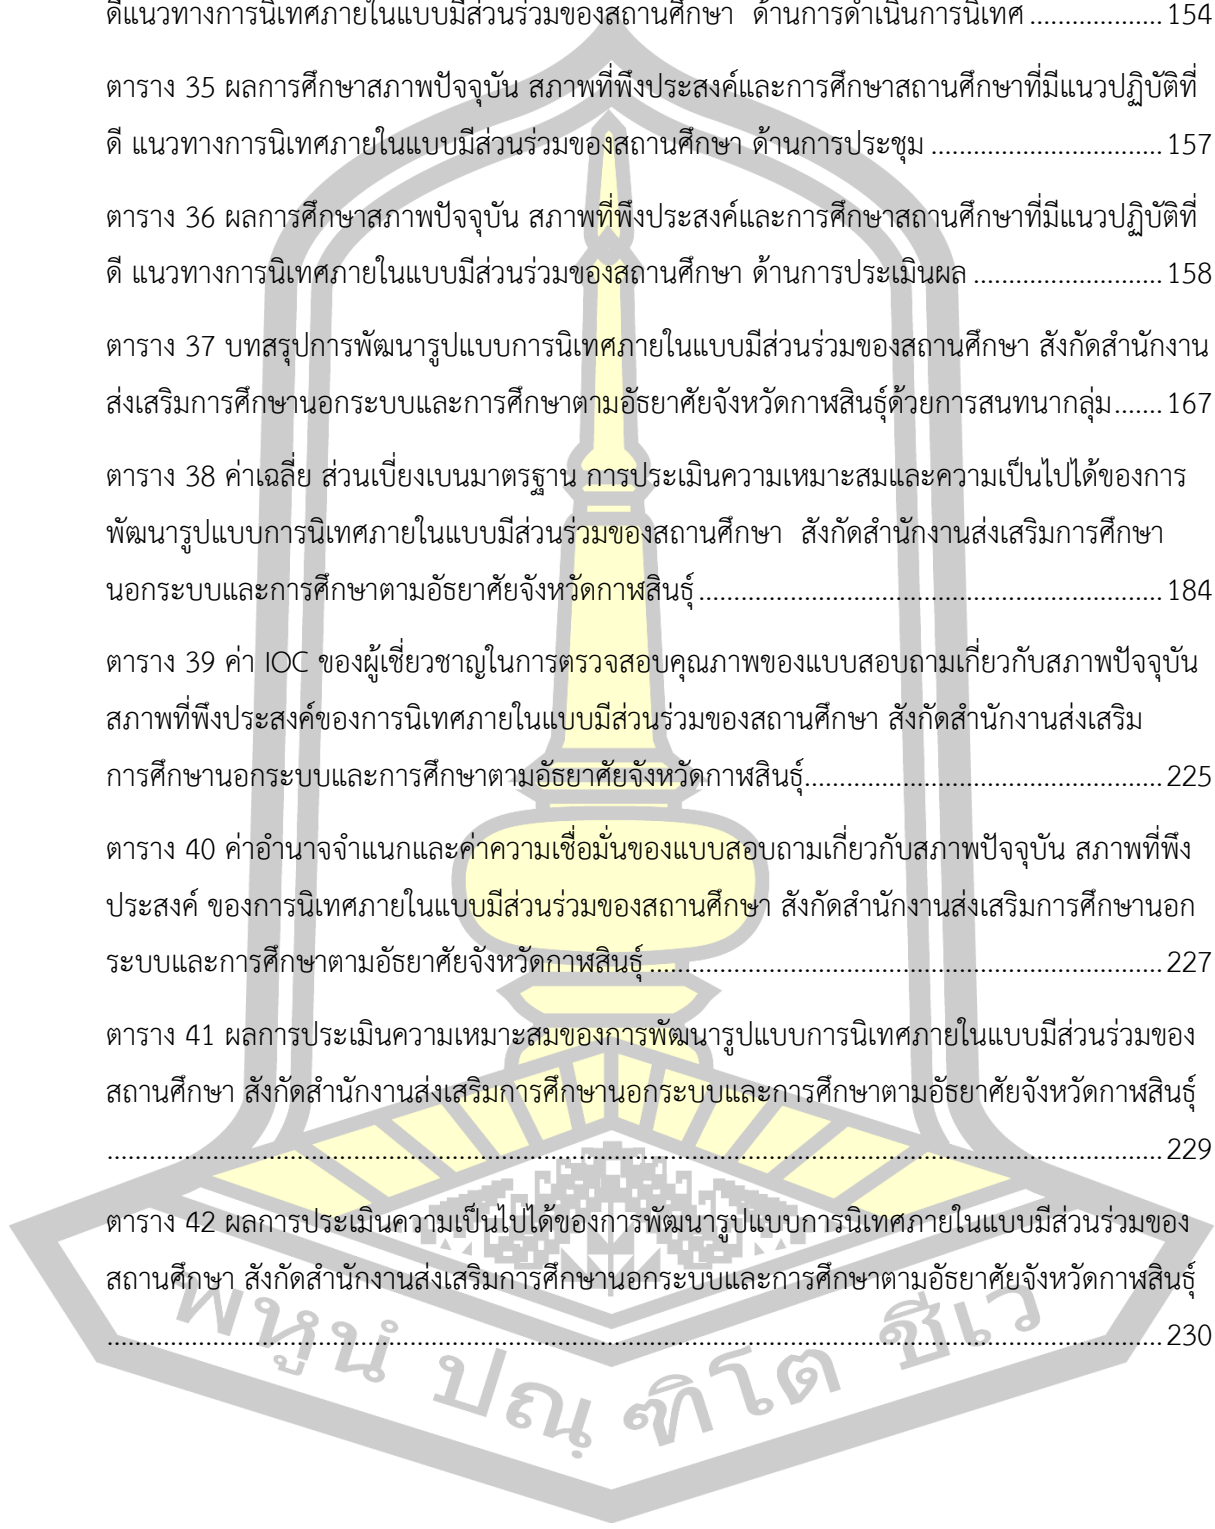 ดีแนวทางการนิเทศภายในแบบมีส่วนร่วมของสถานศึกษา ด้านการดำเนินการนิเทศ ................... 154
ตาราง 35 ผลการศึกษาสภาพปัจจุบัน สภาพที่พึงประสงค์และการศึกษาสถานศึกษาที่มีแนวปฏิบัติที่
ดี แนวทางการนิเทศภายในแบบมีส่วนร่วมของสถานศึกษา ด้านการประชุม ................................. 157
ตาราง 36 ผลการศึกษาสภาพปัจจุบัน สภาพที่พึงประสงค์และการศึกษาสถานศึกษาที่มีแนวปฏิบัติที่
ดี แนวทางการนิเทศภายในแบบมีส่วนร่วมของสถานศึกษา ด้านการประเมินผล ........................... 158
ตาราง 37 บทสรุปการพัฒนารูปแบบการนิเทศภายในแบบมีส่วนร่วมของสถานศึกษา สังกัดสำนักงาน
ส่งเสริมการศึกษานอกระบบและการศึกษาตามอัธยาศัยจังหวัดกาฬสินธุ์ด้วยการสนทนากลุ่ม ....... 167
ตาราง 38 ค่าเฉลี่ย ส่วนเบี่ยงเบนมาตรฐาน การประเมินความเหมาะสมและความเป็นไปได้ของการ
พัฒนารูปแบบการนิเทศภายในแบบมีส่วนร่วมของสถานศึกษา สังกัดสำนักงานส่งเสริมการศึกษา
นอกระบบและการศึกษาตามอัธยาศัยจังหวัดกาฬสินธุ์ .................................................................. 184
ตาราง 39 ค่า IOC ของผู้เชี่ยวชาญในการตรวจสอบคุณภาพของแบบสอบถามเกี่ยวกับสภาพปัจจุบัน
สภาพที่พึงประสงค์ของการนิเทศภายในแบบมีส่วนร่วมของสถานศึกษา สังกัดสำนักงานส่งเสริม
การศึกษานอกระบบและการศึกษาตามอัธยาศัยจังหวัดกาฬสินธุ์ ................................................... 225
ตาราง 40 ค่าอำนาจจำแนกและค่าความเชื่อมั่นของแบบสอบถามเกี่ยวกับสภาพปัจจุบัน สภาพที่พึง
ประสงค์ ของการนิเทศภายในแบบมีส่วนร่วมของสถานศึกษา สังกัดสำนักงานส่งเสริมการศึกษานอก
ระบบและการศึกษาตามอัธยาศัยจังหวัดกาฬสินธุ์ ......................................................................... 227
ตาราง 41 ผลการประเมินความเหมาะสมของการพัฒนารูปแบบการนิเทศภายในแบบมีส่วนร่วมของ
สถานศึกษา สังกัดสำนักงานส่งเสริมการศึกษานอกระบบและการศึกษาตามอัธยาศัยจังหวัดกาฬสินธุ์
..................................................................................................................................................... 229
ตาราง 42 ผลการประเมินความเป็นไปได้ของการพัฒนารูปแบบการนิเทศภายในแบบมีส่วนร่วมของ
สถานศึกษา สังกัดสำนักงานส่งเสริมการศึกษานอกระบบและการศึกษาตามอัธยาศัยจังหวัดกาฬสินธุ์
..................................................................................................................................................... 230
พหูนํ ปณฺฑิโต ชีเว